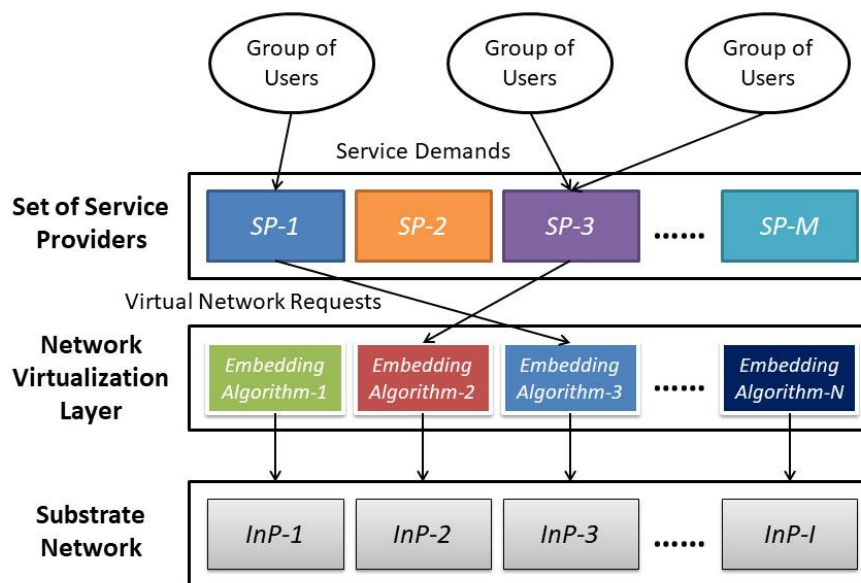 Group of
Users
Group of
Users
Group of
Users
Service Demands
Set of Service
Providers
SP-1
SP-2
SP-3
......
SP-M
Virtual Network Requests
Network
Virtualization
Layer
Embedding
Algorithm-1
Embedding
Algorithm-2
Embedding
Algorithm-3
......
Embedding
Algorithm-N
Substrate
Network
InP-1
InP-2
InP-3
......
InP-I